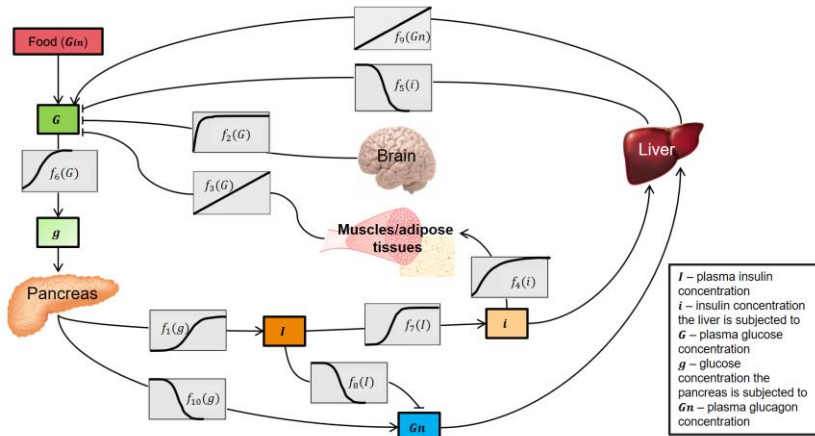 Food (Gin)
f₉(Gn)
f₅(i)
G
f₂(G)
Liver
f₆(G)
Brain
f₃(G)
g
Muscles/adipose
tissues
f₄(i)
Pancreas
f₁(g)
I
f₇(I)
i
f₈(I)
f₁₀(g)
Gn
I – plasma insulin
concentration
i – insulin concentration
the liver is subjected to
G – plasma glucose
concentration
g – glucose
concentration the
pancreas is subjected to
Gn – plasma glucagon
concentration